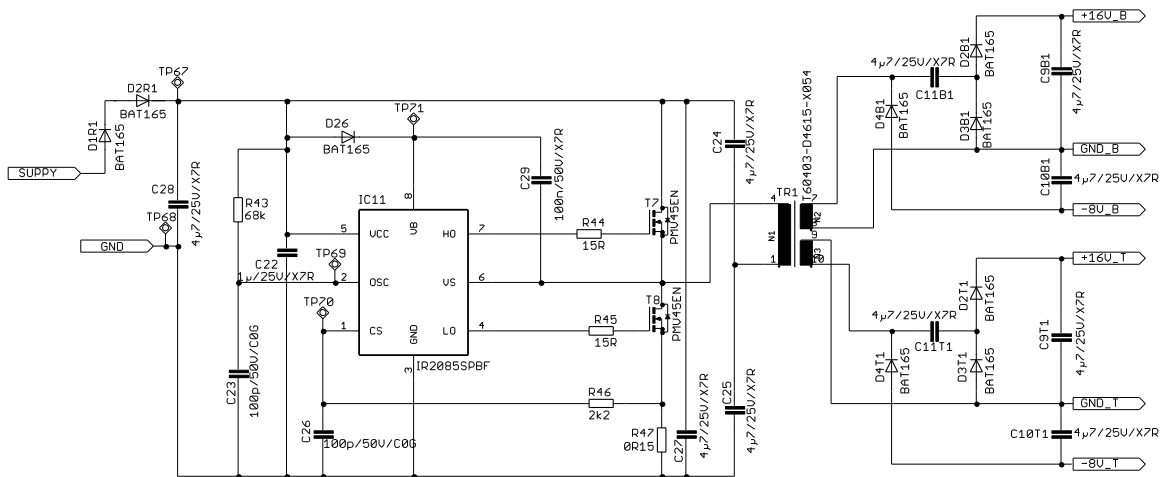 SUPPY
D1R1
BAT165
D2R1
BAT165
TP67
C28
4µ7/25V/X7R
TP68
GND
R43
68k
C22
1µ/25V/X7R
C23
100p/50V/C0G
D26
BAT165
TP71
C29
100n/50V/X7R
TP69
TP70
IC11
5 VCC
2 OSC
1 CS
8 VB
HO 7
VS 6
LO 4
GND 3
IR2085SPBF
C26
100p/50V/C0G
R44
15R
R45
15R
R46
2k2
R47
0R15
T7
PMV45EN
T8
PMV45EN
C27
4µ7/25V/X7R
C24
4µ7/25V/X7R
C25
4µ7/25V/X7R
TR1
T60403-D4615-X054
4
1
N1
7
N2
10
4µ7/25V/X7R
C11B1
D4B1
BAT165
D2B1
BAT165
D3B1
BAT165
C9B1
4µ7/25V/X7R
C10B1
4µ7/25V/X7R
+16V_B
GND_B
-8V_B
4µ7/25V/X7R
C11T1
D4T1
BAT165
D2T1
BAT165
D3T1
BAT165
C9T1
4µ7/25V/X7R
C10T1
4µ7/25V/X7R
+16V_T
GND_T
-8V_T